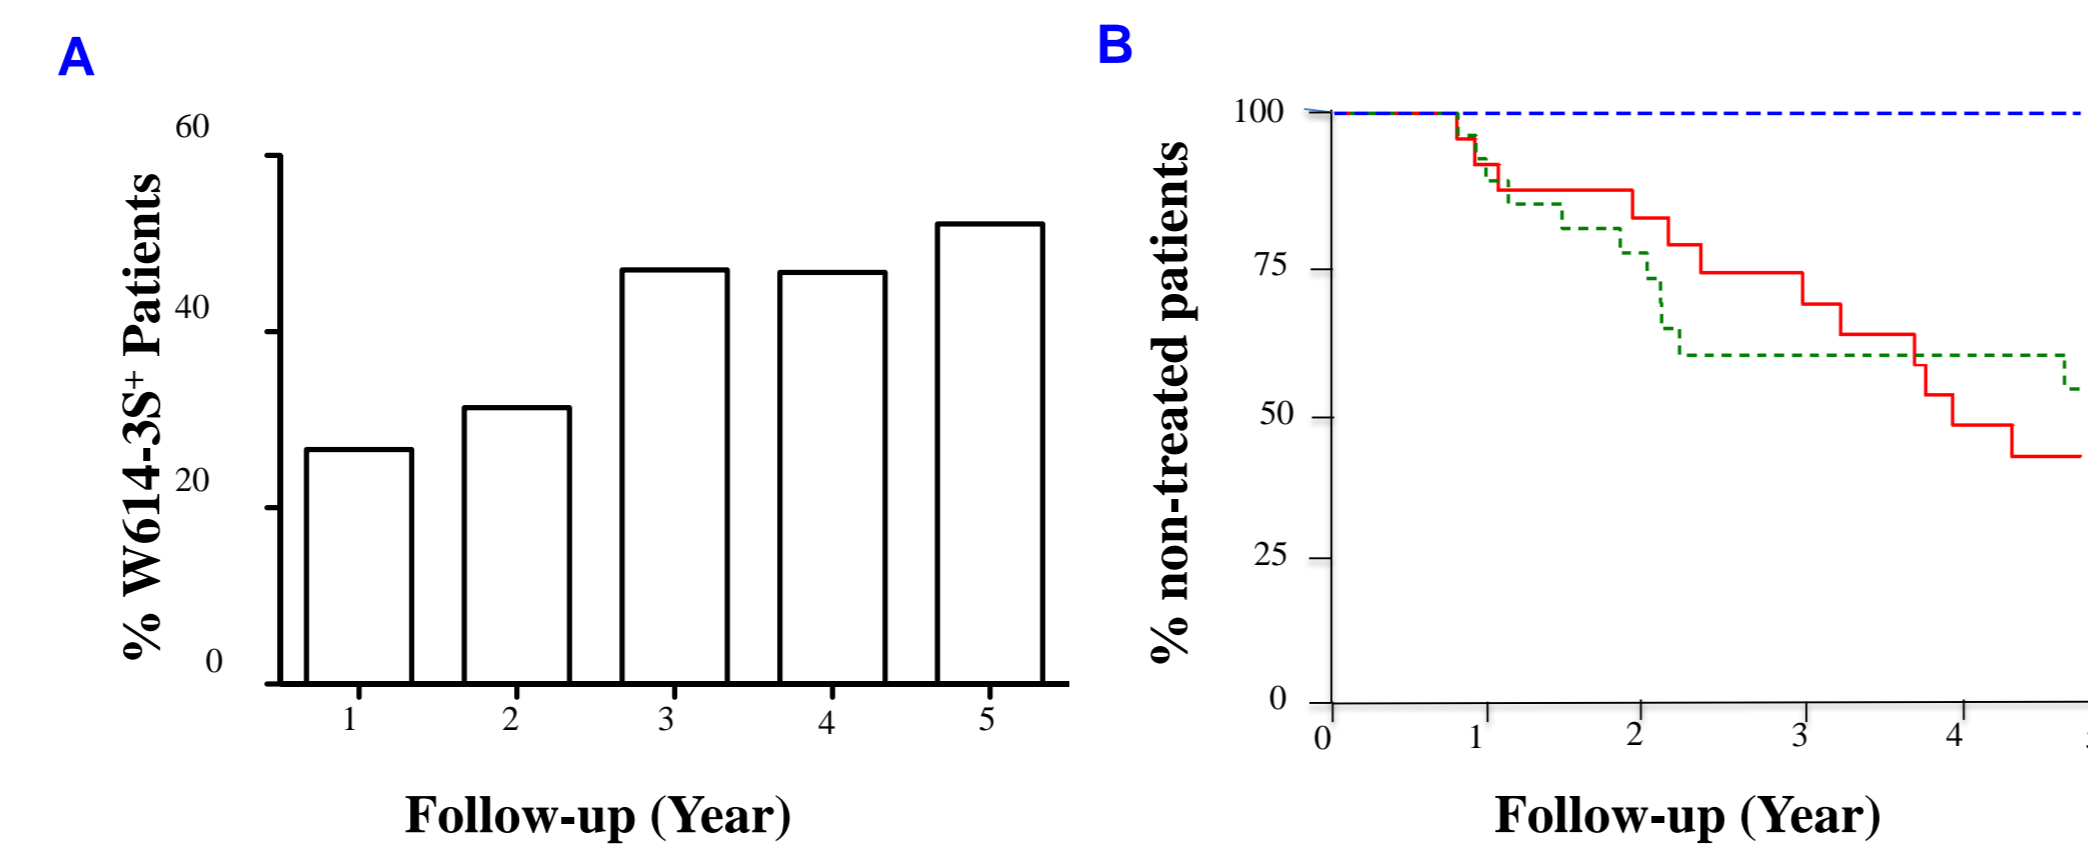 A
% W614-3S+ Patients
60
40
20
0
1 2 3 4 5
Follow-up (Year)
B
% non-treated patients
100
75
50
25
0
0 1 2 3 4
Follow-up (Year)